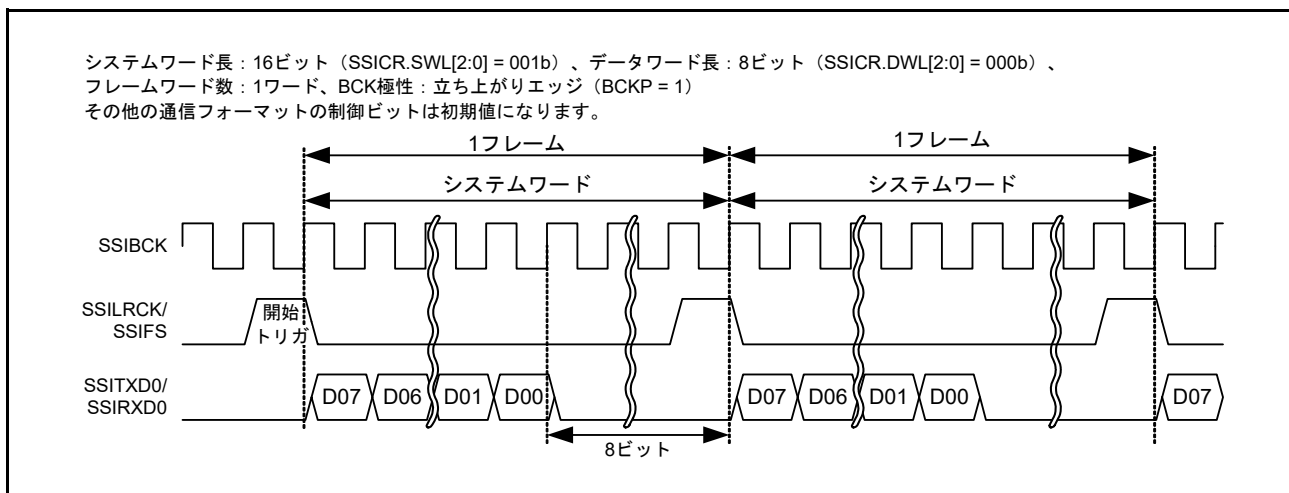 システムワード長：16ビット（SSICR.SWL[2:0] = 001b）、データワード長：8ビット（SSICR.DWL[2:0] = 000b）、
フレームワード数：1ワード、BCK極性：立ち上がりエッジ（BCKP = 1）
その他の通信フォーマットの制御ビットは初期値になります。
1フレーム 1フレーム
システムワード システムワード
SSIBCK
SSILRCK/
SSIFS
開始
トリガ
SSITXD0/
SSIRXD0
D07 D06 D01 D00 D07 D06 D01 D00 D07
8ビット